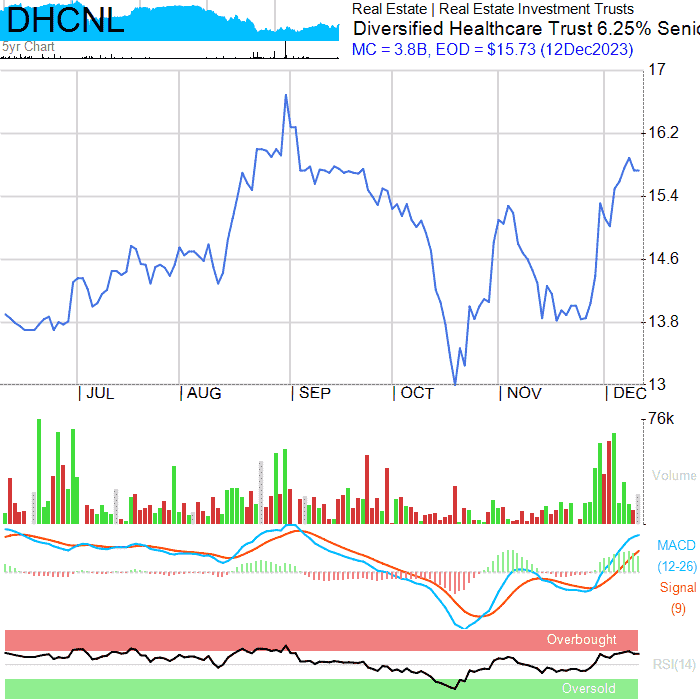 DHCNL
5yr Chart
Real Estate | Real Estate Investment Trusts
Diversified Healthcare Trust 6.25% Senic
MC = 3.8B, EOD = $15.73 (12Dec2023)
17
16.2
15.4
14.6
13.8
13
JUL AUG SEP OCT NOV DEC
76k
Volume
MACD
(12-26)
Signal
(9)
Overbought
RSI(14)
Oversold